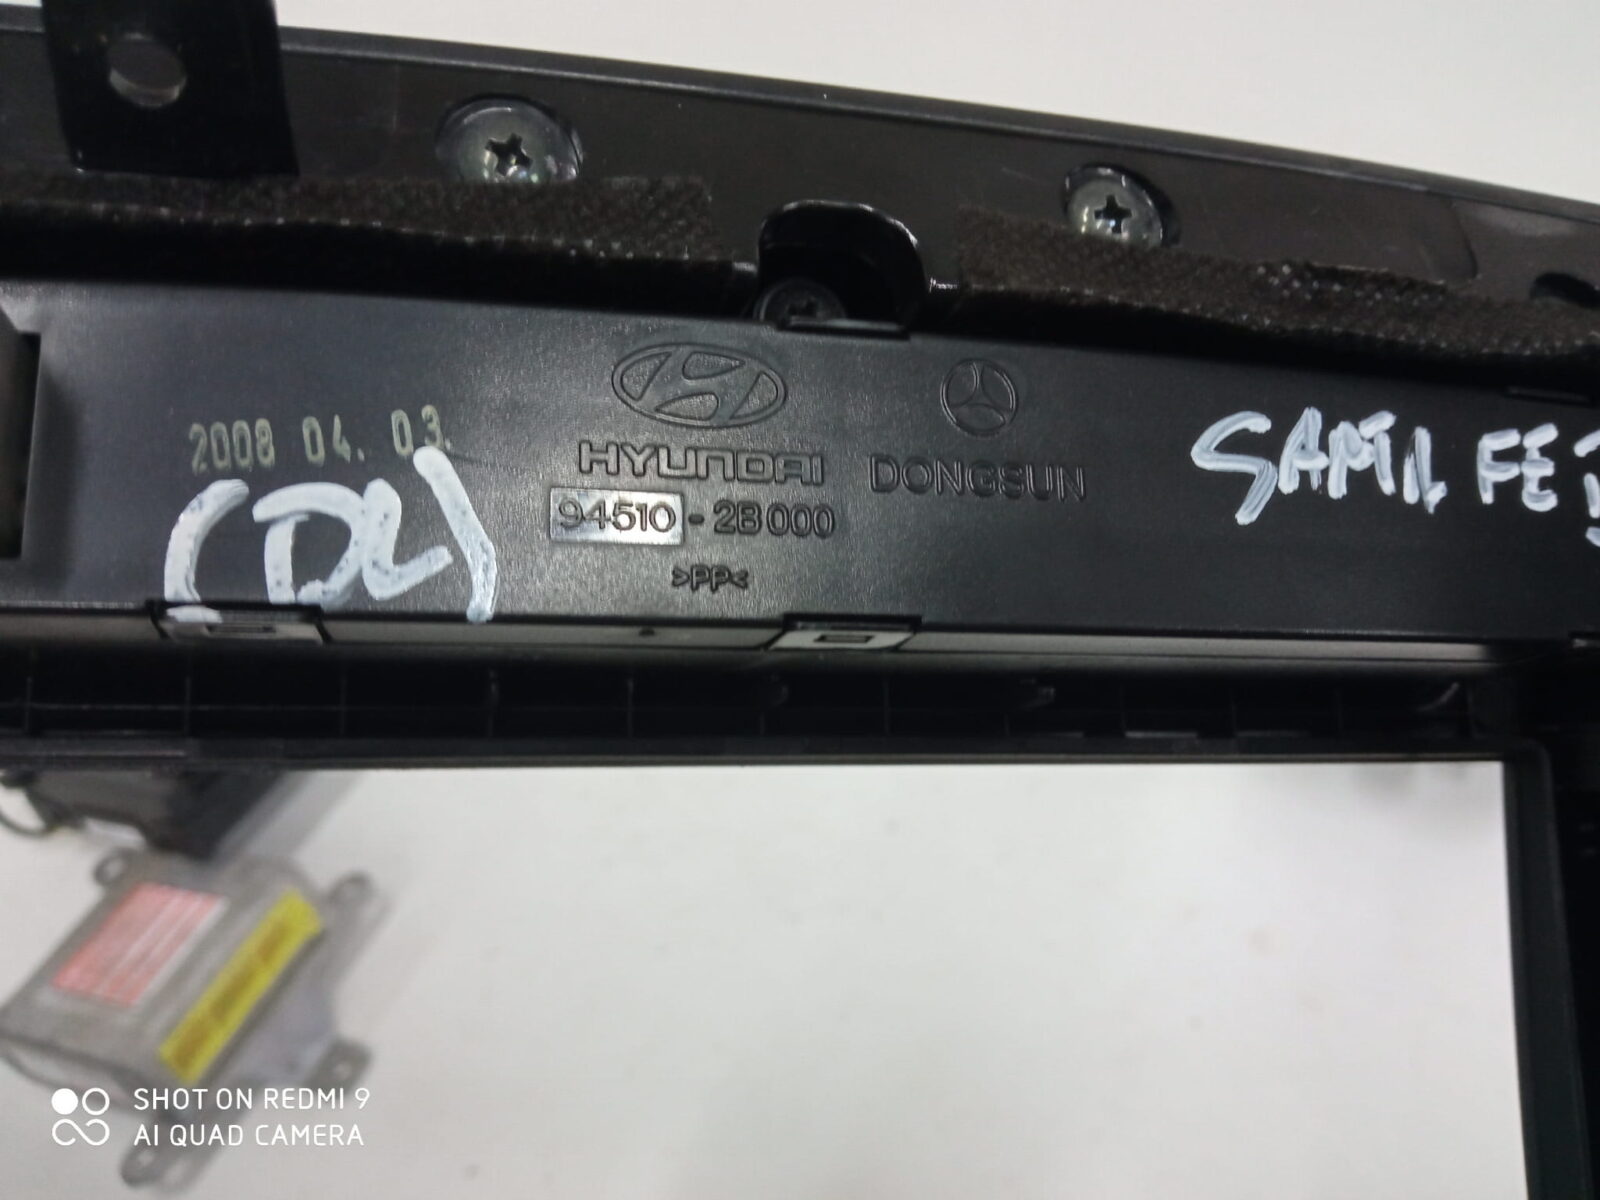 2008 04. 03.
(DL)
HYUNDAI
94510-2B000
>PP<
DONGSUN
SANTA FE
SHOT ON REDMI 9
AI QUAD CAMERA